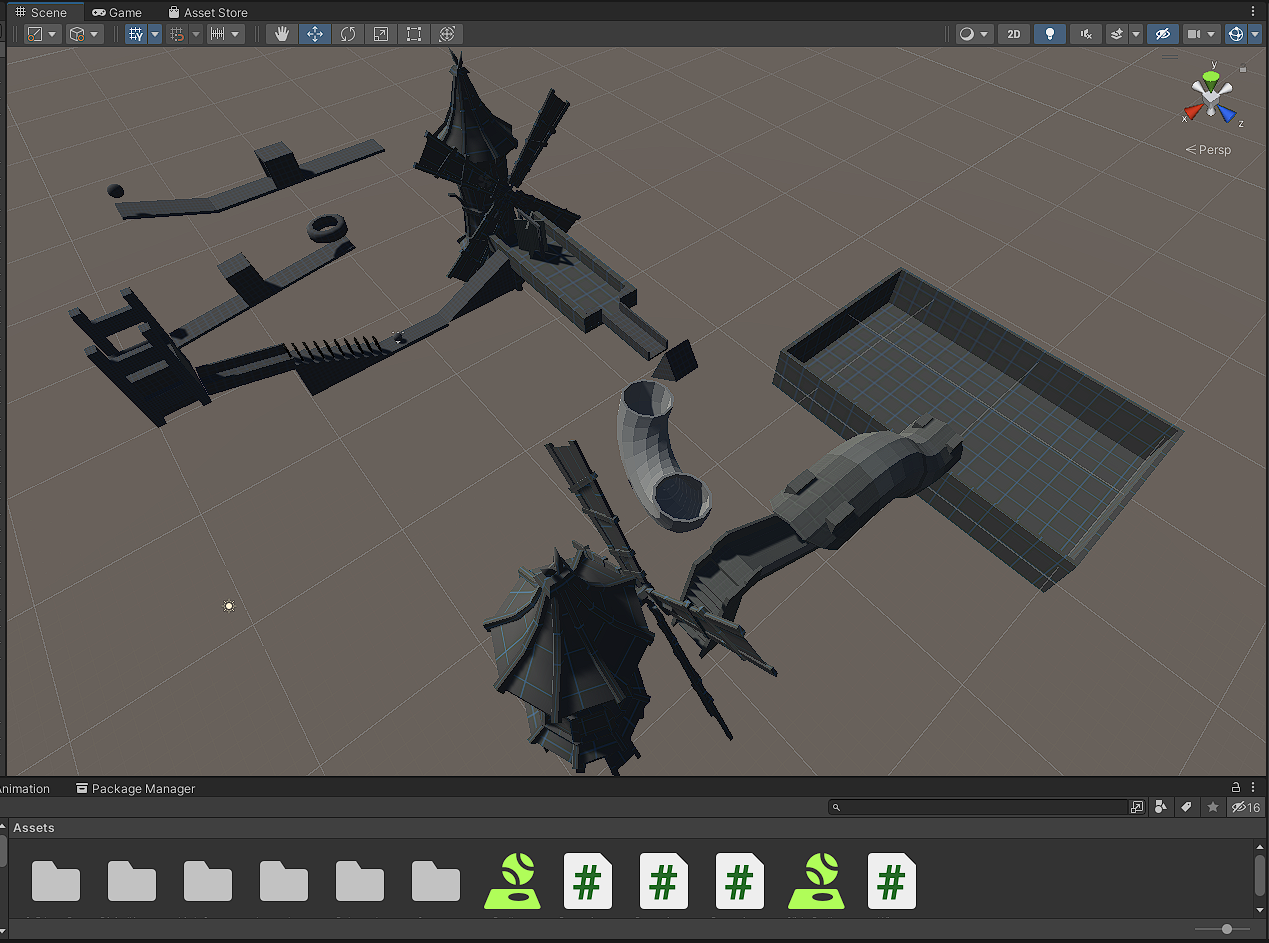 Scene Game Asset Store
2D
y
x
z
Persp
Animation Package Manager
16
Assets
# # # #